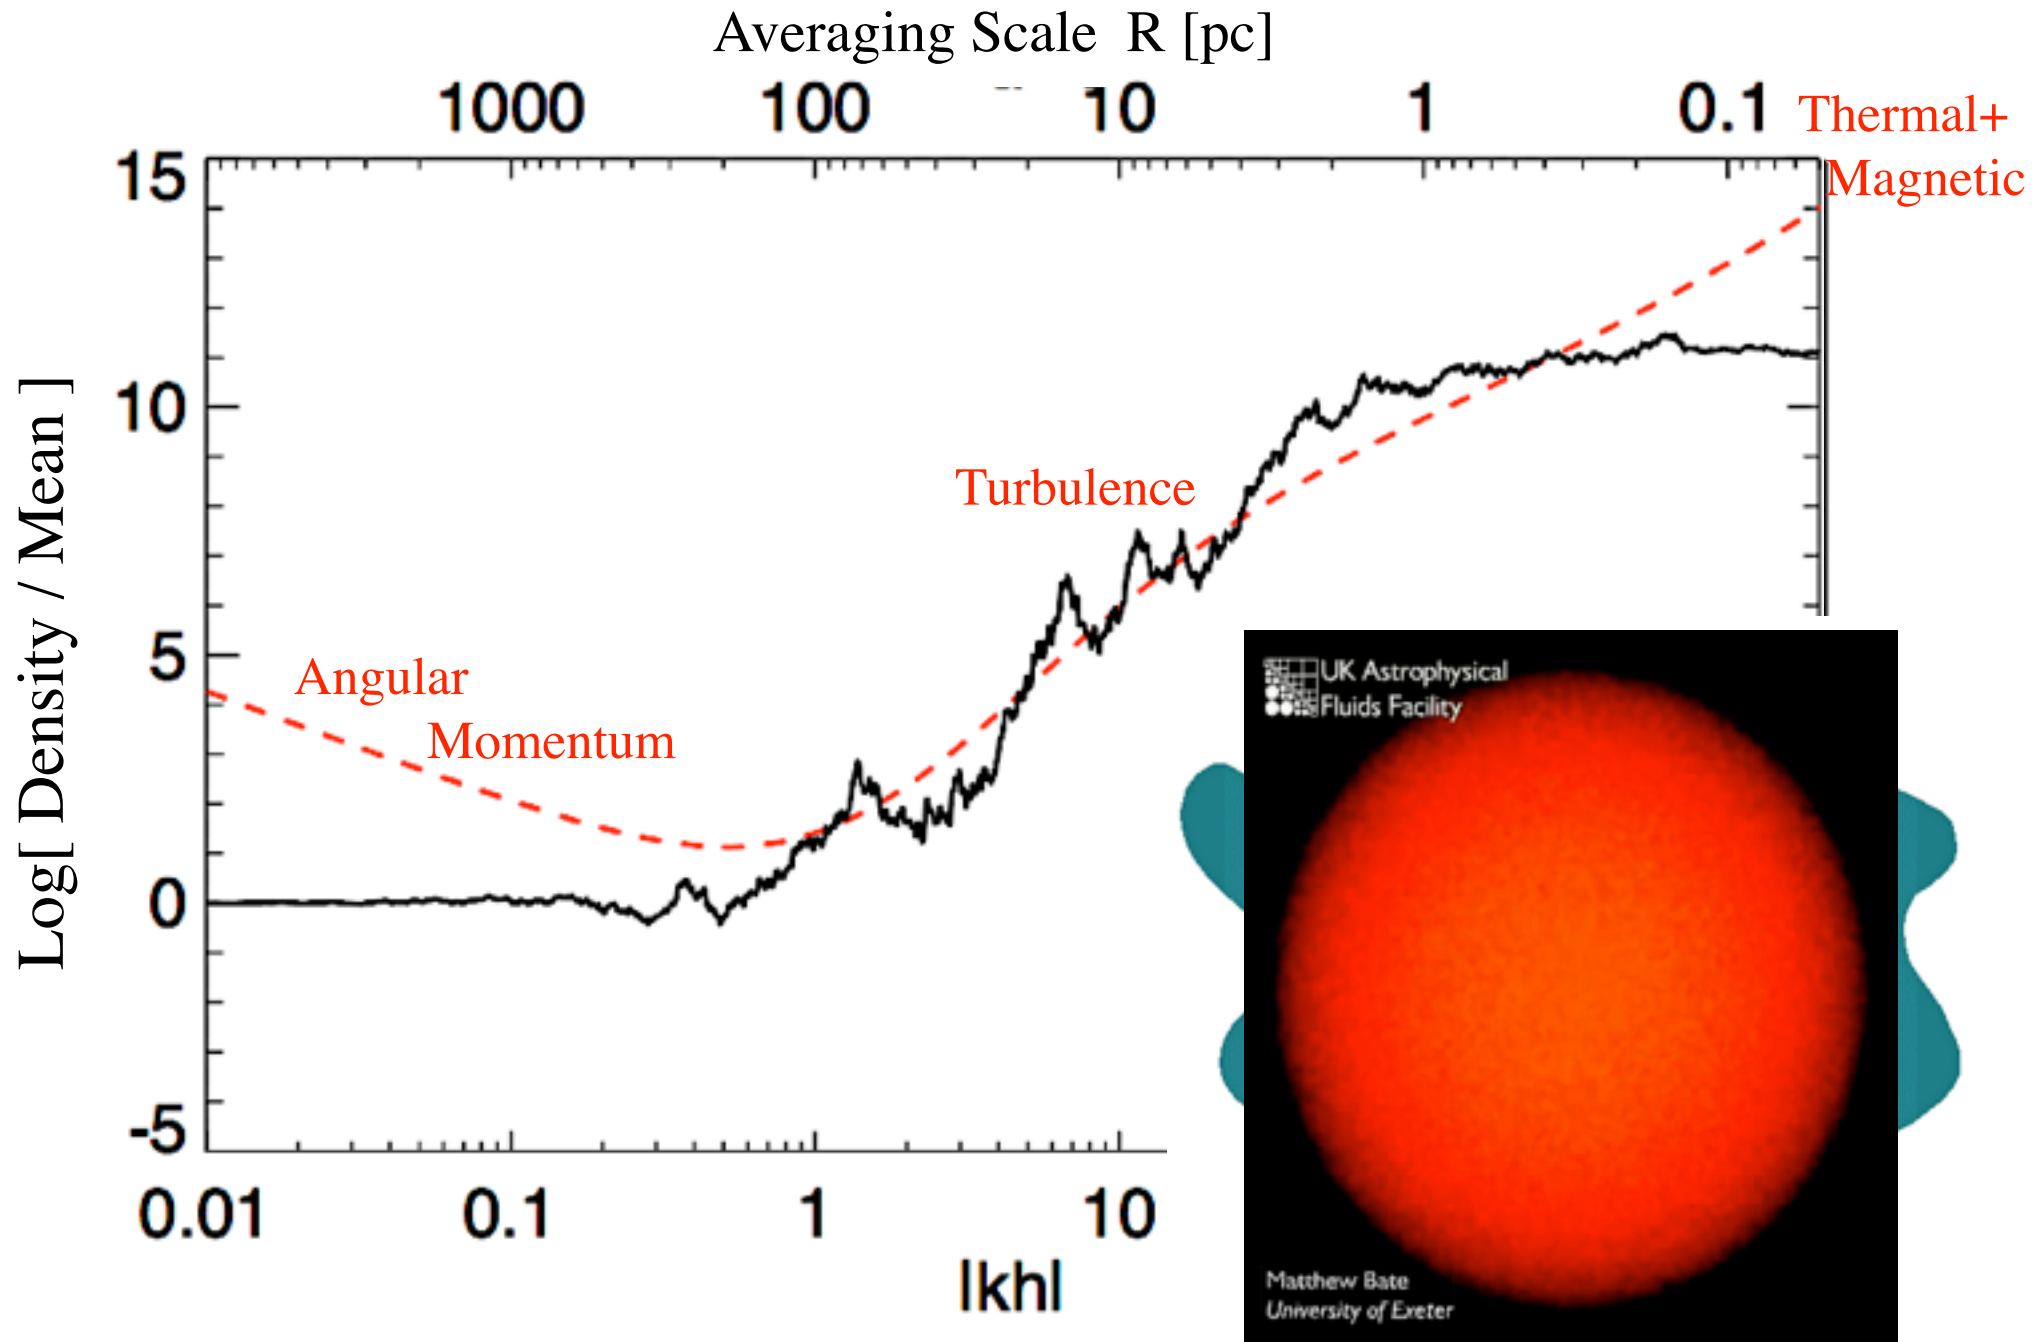 Averaging Scale R [pc]
1000 100 10 1 0.1
Thermal+
Magnetic
15
10
5
0
-5
Log[ Density / Mean ]
Turbulence
Angular
Momentum
0.01 0.1 1 10
|kh|
UK Astrophysical
Fluids Facility
Matthew Bate
University of Exeter